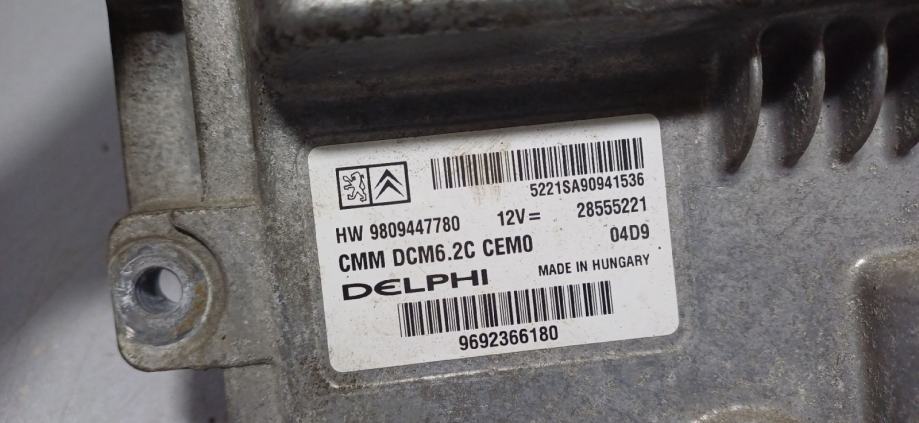 5221SA90941536
HW 9809447780 12V= 28555221
CMM DCM6.2C CEM0 04D9
DELPHI MADE IN HUNGARY
9692366180